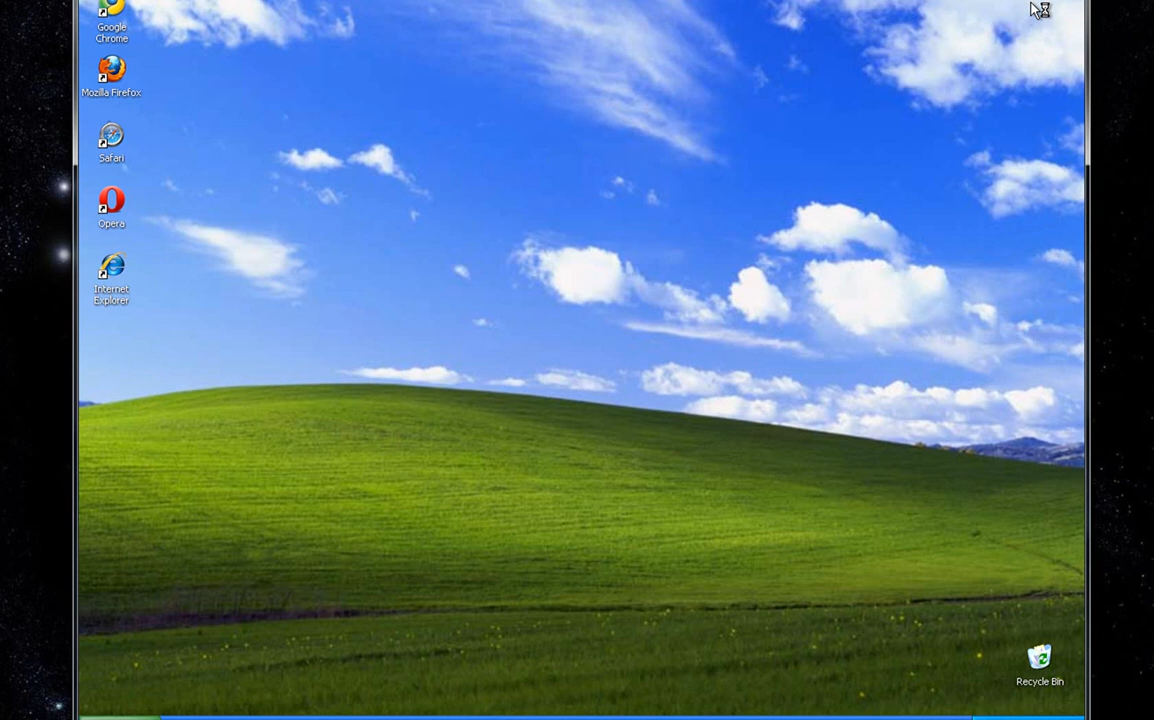 Google
Chrome
Mozilla Firefox
Safari
Opera
Internet
Explorer
Recycle Bin